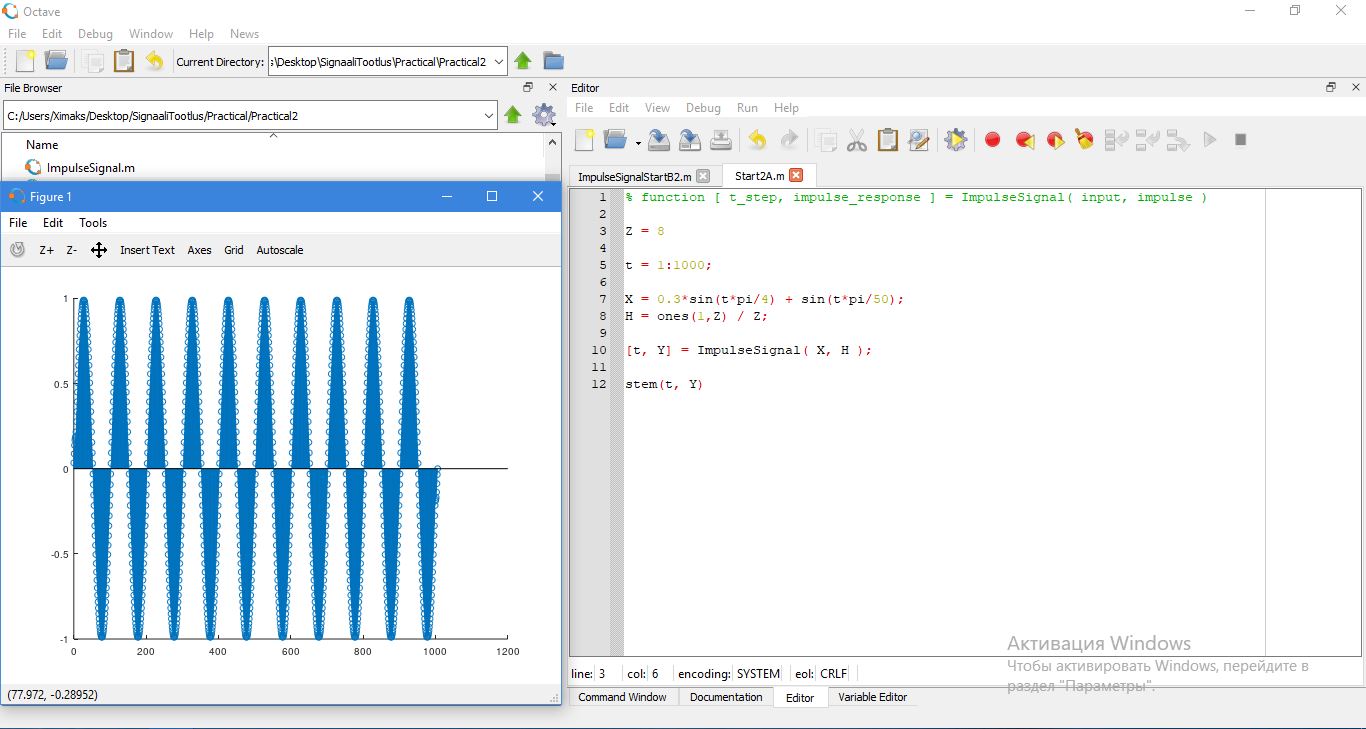 Octave
File Edit Debug Window Help News
Current Directory: ;\Desktop\SignaaliTootlus\Practical\Practical2
File Browser
C:/Users/Ximaks/Desktop/SignaaliTootlus/Practical/Practical2
Name
ImpulseSignal.m
Figure 1
File Edit Tools
Z+ Z- Insert Text Axes Grid Autoscale
1
0.5
0
-0.5
-1
0 200 400 600 800 1000 1200
(77.972, -0.28952)
Editor
File Edit View Debug Run Help
ImpulseSignalStartB2.m Start2A.m
1 % function [ t_step, impulse_response ] = ImpulseSignal( input, impulse )
2
3 Z = 8
4
5 t = 1:1000;
6
7 X = 0.3*sin(t*pi/4) + sin(t*pi/50);
8 H = ones(1,Z) / Z;
9
10 [t, Y] = ImpulseSignal( X, H );
11
12 stem(t, Y)
Активация Windows
Чтобы активировать Windows, перейдите в
раздел "Параметры".
line: 3 col: 6 encoding: SYSTEM eol: CRLF
Command Window Documentation Editor Variable Editor